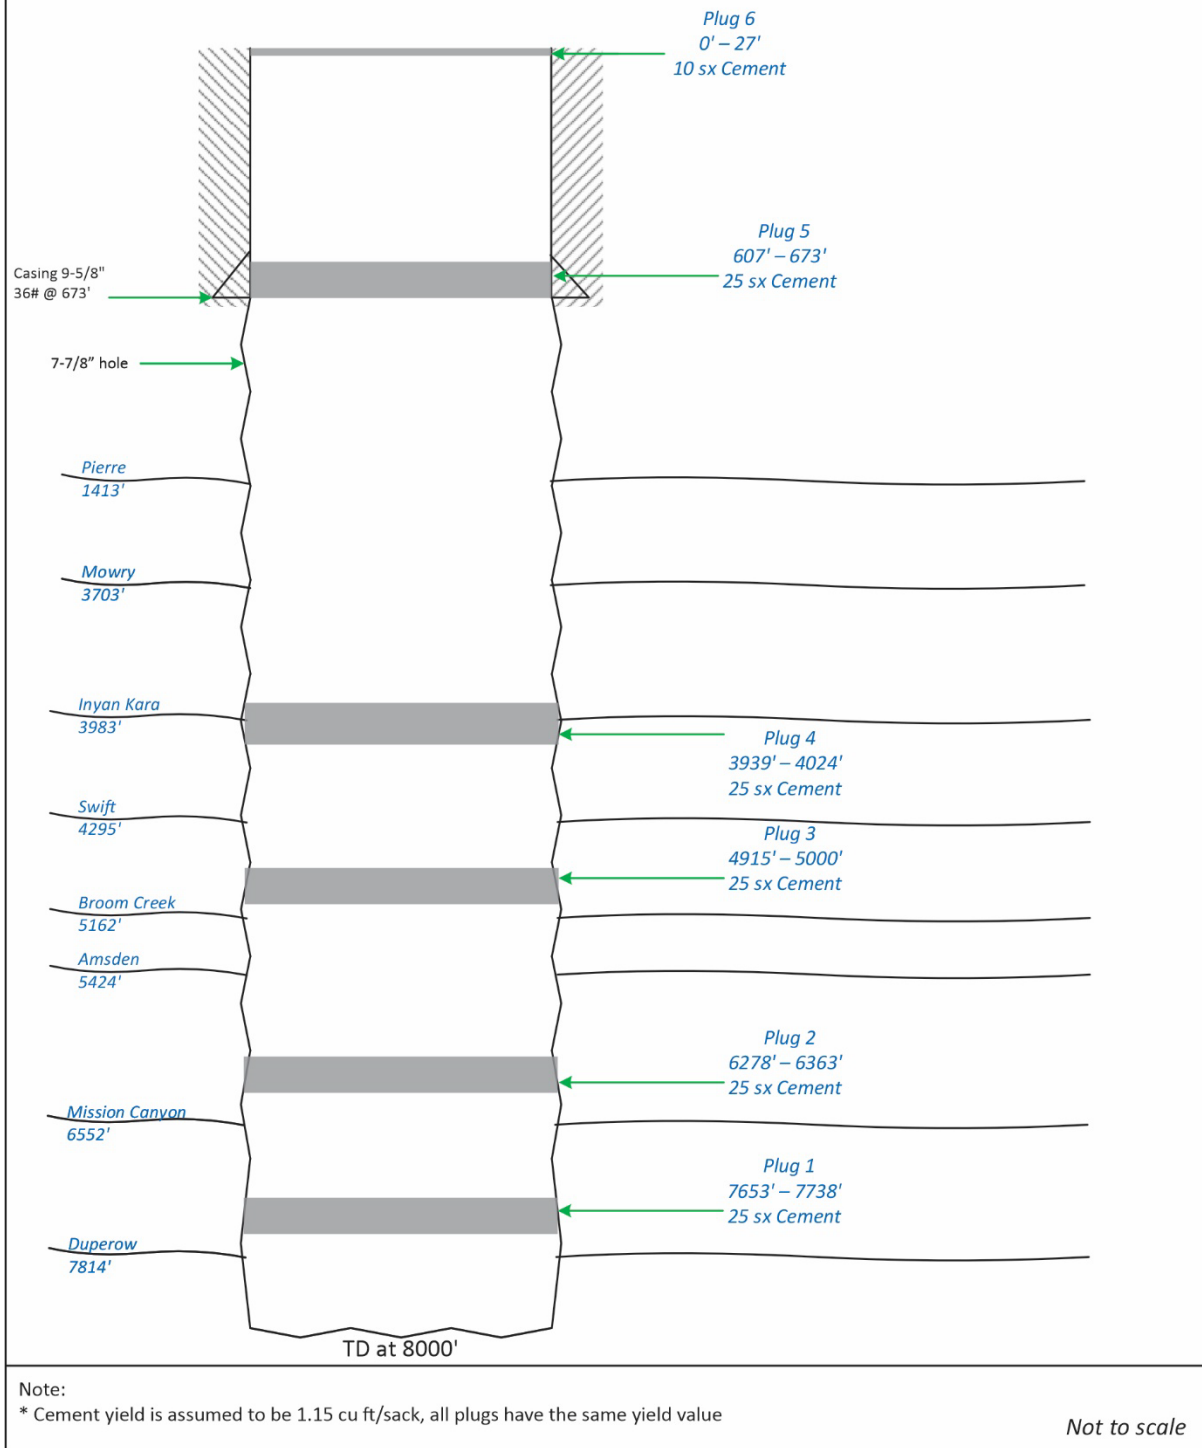 Plug 6
0' – 27'
10 sx Cement
Plug 5
607' – 673'
25 sx Cement
Casing 9-5/8"
36# @ 673'
7-7/8” hole
Pierre
1413'
Mowry
3703'
Inyan Kara
3983'
Plug 4
3939' – 4024'
25 sx Cement
Swift
4295'
Plug 3
4915' – 5000'
25 sx Cement
Broom Creek
5162'
Amsden
5424'
Plug 2
6278' – 6363'
25 sx Cement
Mission Canyon
6552'
Plug 1
7653' – 7738'
25 sx Cement
Duperow
7814'
TD at 8000'
Note:
* Cement yield is assumed to be 1.15 cu ft/sack, all plugs have the same yield value
Not to scale